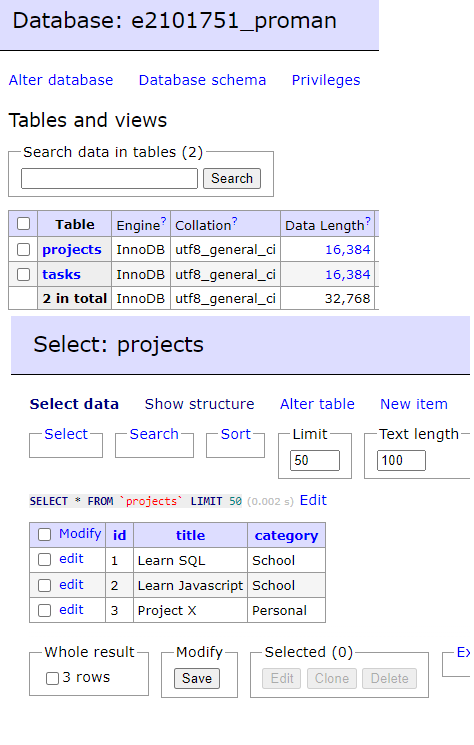 Database: e2101751_proman
Alter database Database schema Privileges
Tables and views
Search data in tables (2)
Search
Table Engine? Collation? Data Length?
projects InnoDB utf8_general_ci 16,384
tasks InnoDB utf8_general_ci 16,384
2 in total InnoDB utf8_general_ci 32,768
Select: projects
Select data Show structure Alter table New item
Select Search Sort Limit Text length
50 100
SELECT * FROM `projects` LIMIT 50 (0.002 s) Edit
Modify id title category
edit 1 Learn SQL School
edit 2 Learn Javascript School
edit 3 Project X Personal
Whole result Modify Selected (0) Ex
3 rows Save Edit Clone Delete